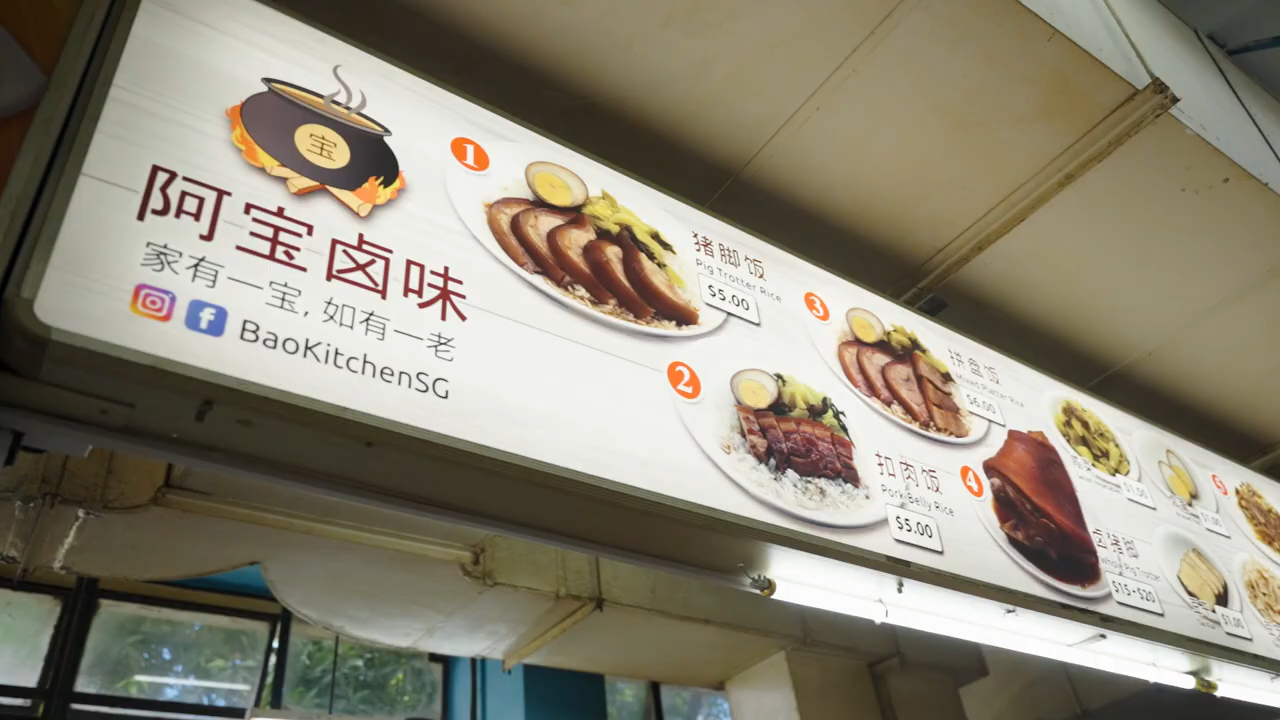 宝
阿宝卤味
家有一宝, 如有一老
BaoKitchenSG
1
猪脚饭
Pig Trotter Rice
$5.00
2
扣肉饭
Pork Belly Rice
$5.00
3
拼盘饭
Mixed Platter Rice
$6.00
4
卤猪脚
Whole Pig Trotter
$15-$20
$1.00
$1.00
$1.00
5